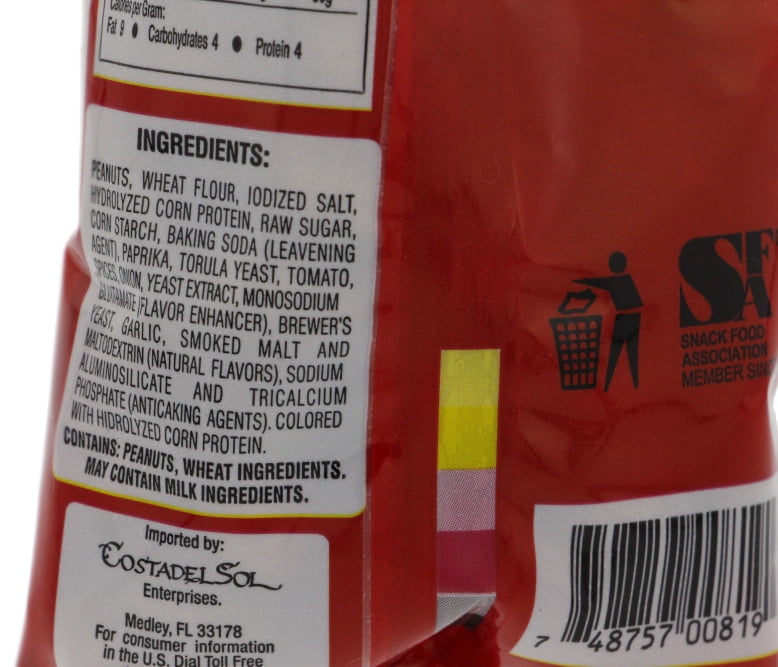 Calories per Gram:
Fat 9 ● Carbohydrates 4 ● Protein 4
INGREDIENTS:
PEANUTS, WHEAT FLOUR, IODIZED SALT,
HYDROLYZED CORN PROTEIN, RAW SUGAR,
CORN STARCH, BAKING SODA (LEAVENING
AGENT), PAPRIKA, TORULA YEAST, TOMATO,
SPICES, ONION, YEAST EXTRACT, MONOSODIUM
GLUTAMATE (FLAVOR ENHANCER), BREWER'S
YEAST, GARLIC, SMOKED MALT AND
MALTODEXTRIN (NATURAL FLAVORS), SODIUM
ALUMINOSILICATE AND TRICALCIUM
PHOSPHATE (ANTICAKING AGENTS). COLORED
WITH HIDROLYZED CORN PROTEIN.
CONTAINS: PEANUTS, WHEAT INGREDIENTS.
MAY CONTAIN MILK INGREDIENTS.
Imported by:
COSTADELSOL
Enterprises.
Medley, FL 33178
For consumer information
in the U.S. Dial Toll Free
SFA
SNACK FOOD
ASSOCIATION
MEMBER
7 48757 00819